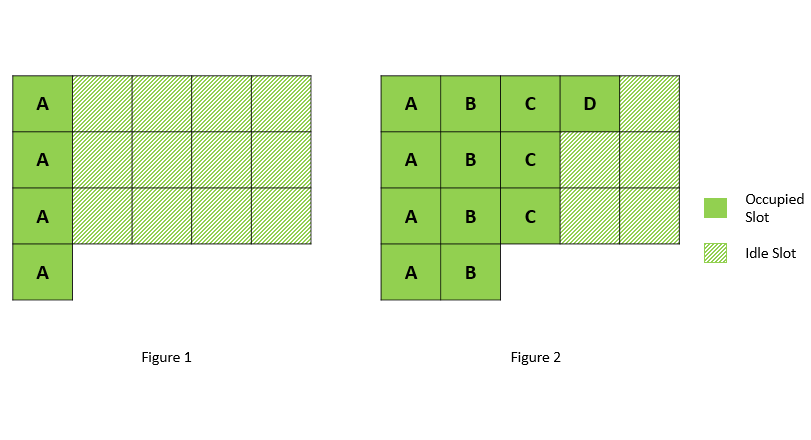 A A B C D
A A B C
A A B C
A A B
Occupied
Slot
Idle Slot
Figure 1 Figure 2